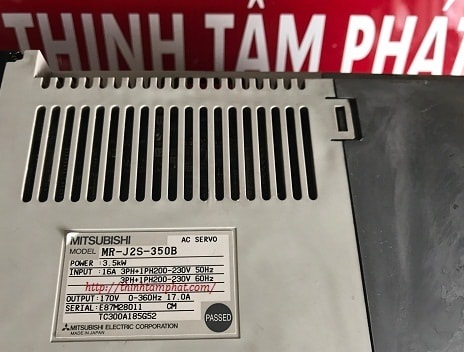 THỊNH TÂM PHÁ
MITSUBISHI AC SERVO
MODEL MR-J2S-350B
POWER :3.5kW
INPUT :16A 3PH+1PH200-230V 50Hz
3PH+1PH200-230V 60Hz
http://thinhtamphat.com/
OUTPUT:170V 0-360Hz 17.0A
SERIAL:E87M28011 CM
TC300A185G52
PASSED
MITSUBISHI ELECTRIC CORPORATION
MADE IN JAPAN